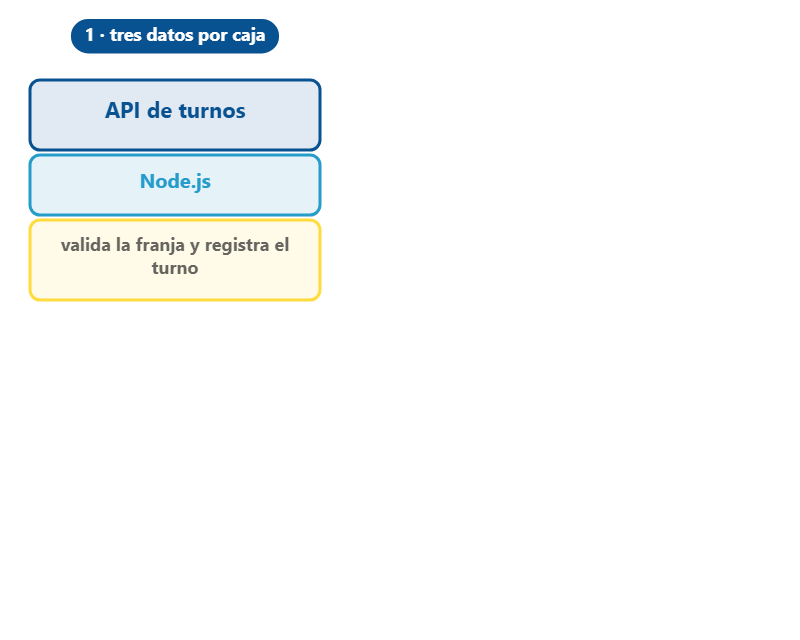 1 · tres datos por caja
API de turnos
Node.js
valida la franja y registra el
turno